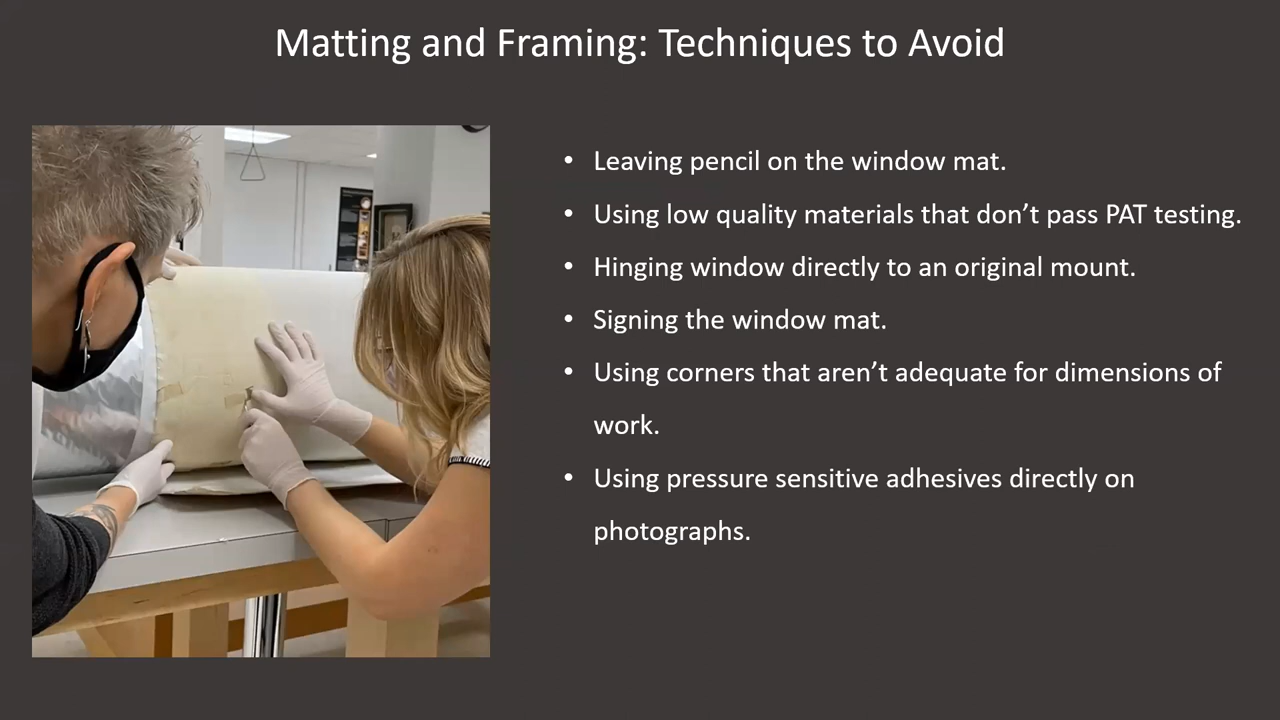 Matting and Framing: Techniques to Avoid
• Leaving pencil on the window mat.
• Using low quality materials that don’t pass PAT testing.
• Hinging window directly to an original mount.
• Signing the window mat.
• Using corners that aren’t adequate for dimensions of
work.
• Using pressure sensitive adhesives directly on
photographs.